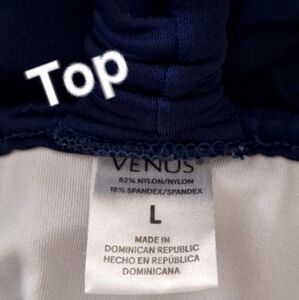 Top
VENUS®
82% NYLON/NYLON
18% SPANDEX/SPANDEX
L
MADE IN
DOMINICAN REPUBLIC
HECHO EN REPÚBLICA
DOMINICANA